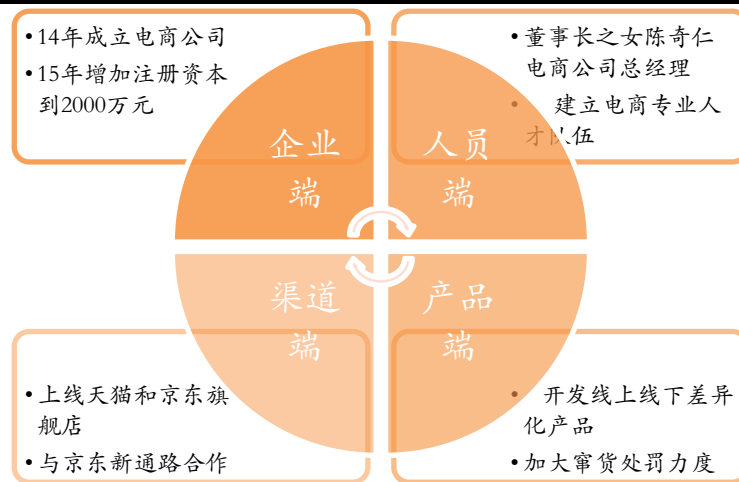 •14年成立电商公司
•15年增加注册资本
到2000万元
•董事长之女陈奇仁
电商公司总经理
• 建立电商专业人
才队伍
企业
端
人员
端
渠道
端
产品
端
•上线天猫和京东旗
舰店
•与京东新通路合作
• 开发线上线下差异
化产品
•加大窜货处罚力度